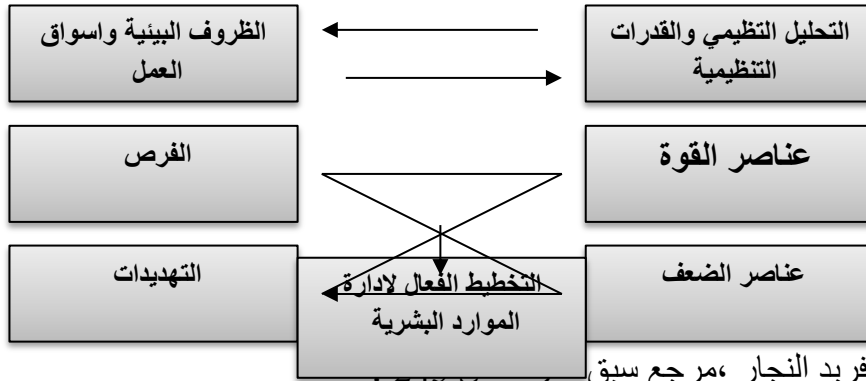 التحليل التظيمي والقدرات
التنظيمية
الظروف البيئية واسواق
العمل
عناصر القوة
الفرص
عناصر الضعف
التخطيط الفعال لإدارة
الموارد البشرية
التهديدات
فريد النجار ،مرجع سبق